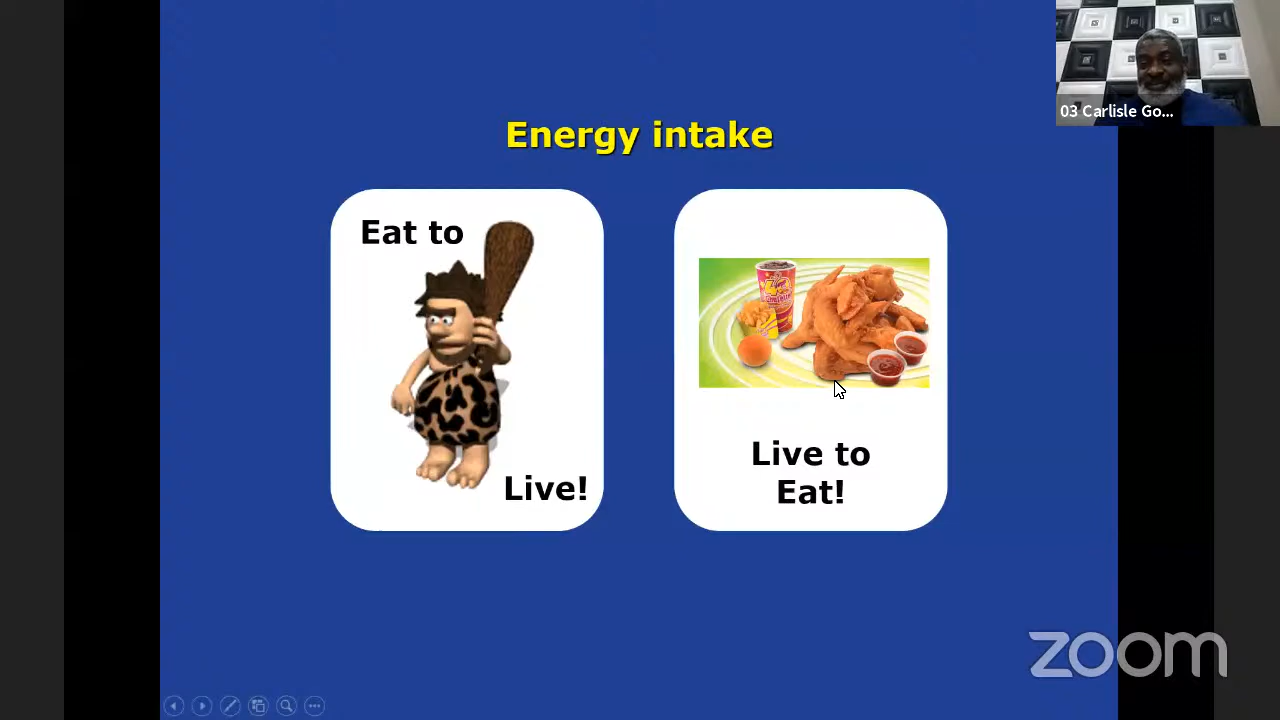 Energy intake
Eat to
Live!
Live to
Eat!
03 Carlisle Go...
zoom